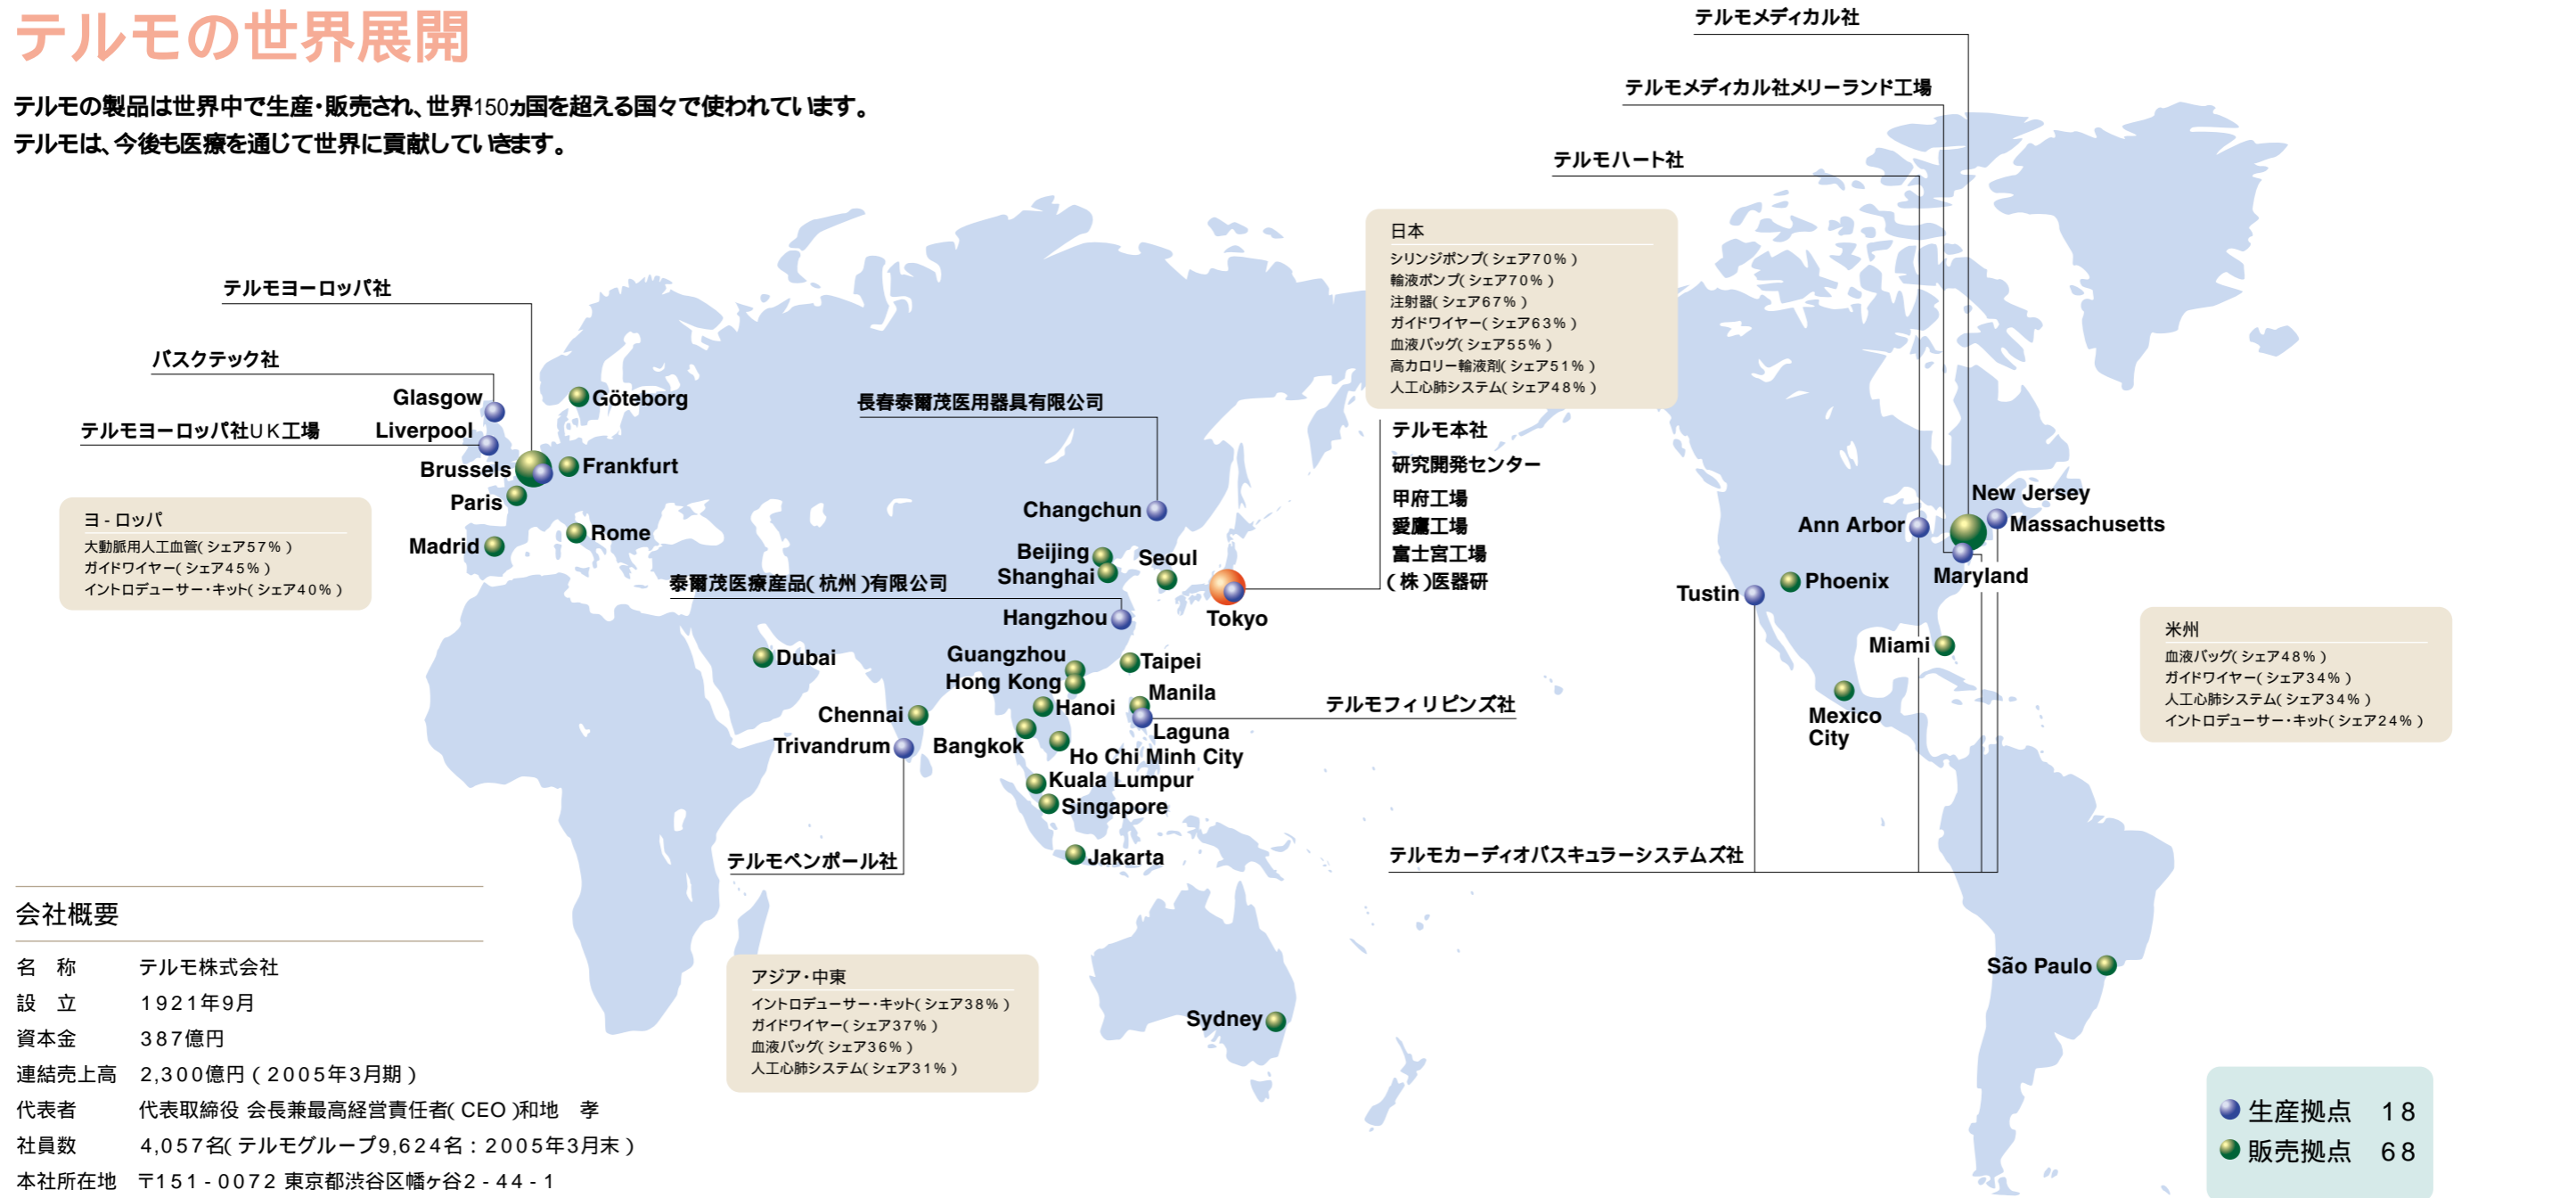 テルモの世界展開
テルモの製品は世界中で生産・販売され、世界150ヵ国を超える国々で使われています。
テルモは、今後も医療を通じて世界に貢献していきます。
テルモメディカル社
テルモメディカル社メリーランド工場
テルモハート社
日本
シリンジポンプ(シェア70%)
輸液ポンプ(シェア70%)
注射器(シェア67%)
ガイドワイヤー(シェア63%)
血液バッグ(シェア55%)
高カロリー輸液剤(シェア51%)
人工心肺システム(シェア48%)
テルモ本社
研究開発センター
甲府工場
愛鷹工場
富士宮工場
(株)医器研
テルモヨーロッパ社
バスクテック社
Glasgow
Göteborg
テルモヨーロッパ社UK工場
Liverpool
Brussels
Frankfurt
Paris
Rome
Madrid
ヨ-ロッパ
大動脈用人工血管(シェア57%)
ガイドワイヤー(シェア45%)
イントロデューサー・キット(シェア40%)
長春泰爾茂医用器具有限公司
Changchun
Beijing
Seoul
Shanghai
泰爾茂医療産品(杭州)有限公司
Hangzhou
Tokyo
Dubai
Guangzhou
Taipei
Hong Kong
Manila
Hanoi
テルモフィリピンズ社
Chennai
Laguna
Trivandrum
Bangkok
Ho Chi Minh City
Kuala Lumpur
Singapore
テルモペンポール社
Jakarta
New Jersey
Ann Arbor
Massachusetts
Maryland
Tustin
Phoenix
Miami
Mexico
City
米州
血液バッグ(シェア48%)
ガイドワイヤー(シェア34%)
人工心肺システム(シェア34%)
イントロデューサー・キット(シェア24%)
テルモカーディオバスキュラーシステムズ社
São Paulo
Sydney
アジア・中東
イントロデューサー・キット(シェア38%)
ガイドワイヤー(シェア37%)
血液バッグ(シェア36%)
人工心肺システム(シェア31%)
会社概要
名 称 テルモ株式会社
設 立 1921年9月
資本金 387億円
連結売上高 2,300億円(2005年3月期)
代表者 代表取締役 会長兼最高経営責任者(CEO)和地 孝
社員数 4,057名(テルモグループ9,624名:2005年3月末)
本社所在地 〒151-0072 東京都渋谷区幡ヶ谷2-44-1
生産拠点 18
販売拠点 68